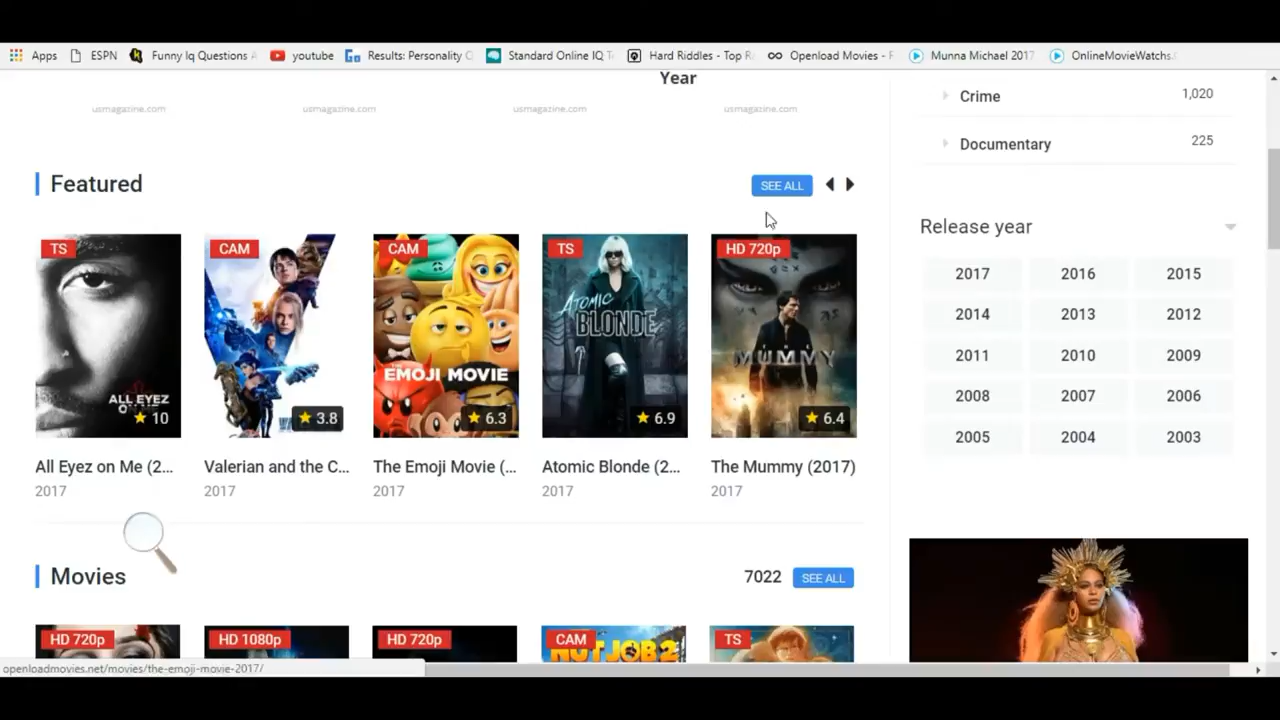 Apps ESPN Funny Iq Questions youtube Results: Personality Standard Online IQ Hard Riddles - Top Openload Movies - Munna Michael 2017 OnlineMovieWatchs.
Year
usmagazine.com usmagazine.com usmagazine.com usmagazine.com
Crime 1,020
Documentary 225
Featured SEE ALL
Release year
2017 2016 2015
2014 2013 2012
2011 2010 2009
2008 2007 2006
2005 2004 2003
TS CAM CAM TS HD 720p
ATOMIC
BLONDE
THE
MUMMY
EMOJI MOVIE
ALL EYEZ
10 3.8 6.3 6.9 6.4
All Eyez on Me (2... Valerian and the C... The Emoji Movie (... Atomic Blonde (2... The Mummy (2017)
2017 2017 2017 2017 2017
Movies 7022 SEE ALL
HD 720p HD 1080p HD 720p CAM TS
NUT JOB 2
openloadmovies.net/movies/the-emoji-movie-2017/